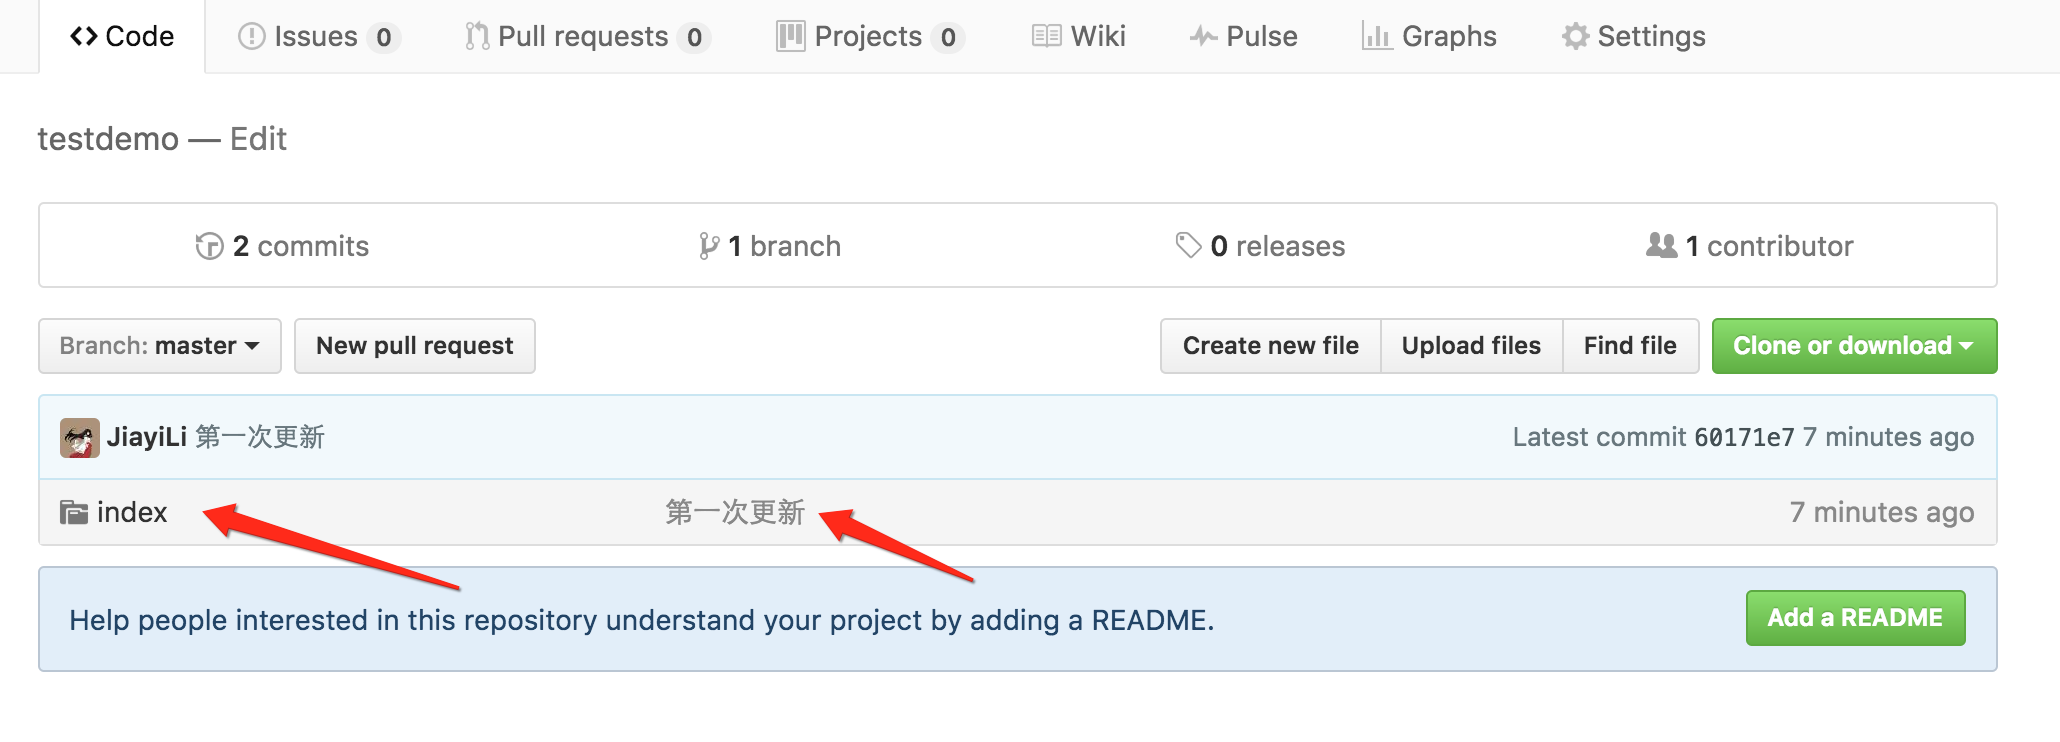 Code Issues 0 Pull requests 0 Projects 0 Wiki Pulse Graphs Settings
testdemo — Edit
2 commits 1 branch 0 releases 1 contributor
Branch: master New pull request Create new file Upload files Find file Clone or download
JiayiLi 第一次更新 Latest commit 60171e7 7 minutes ago
index 第一次更新 7 minutes ago
Help people interested in this repository understand your project by adding a README. Add a README